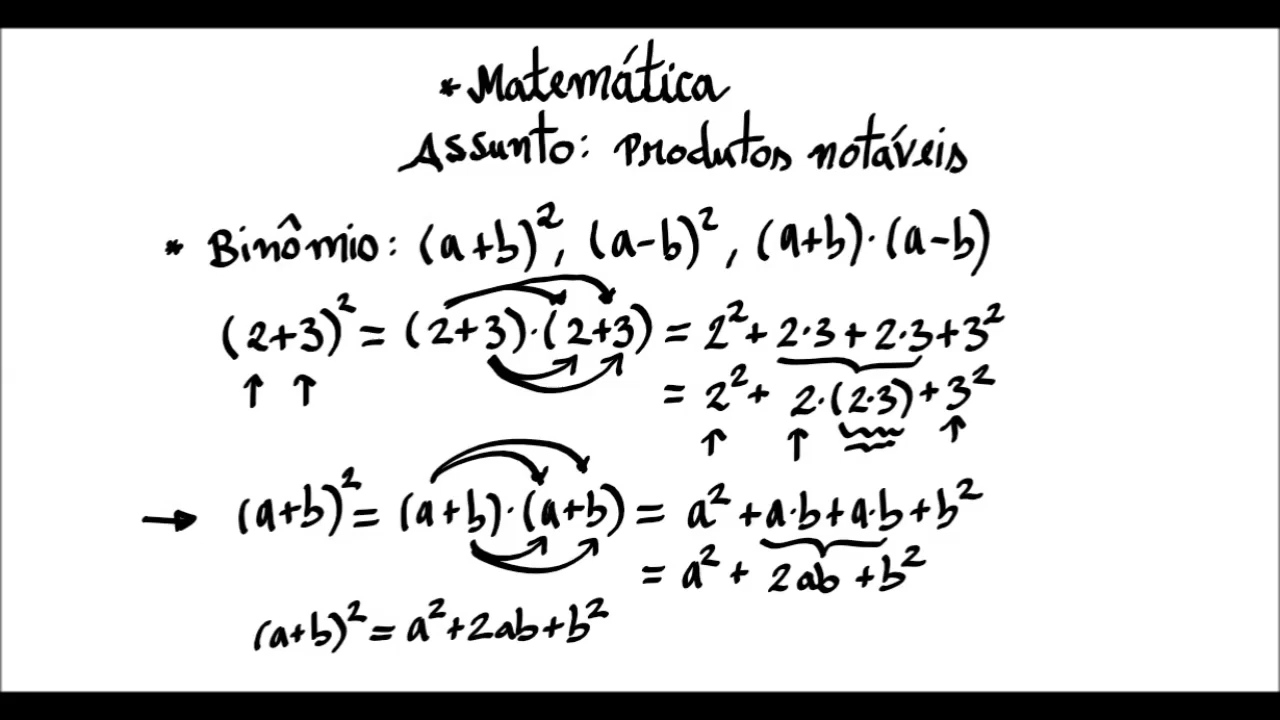 * Matemática
Assunto: Produtos notáveis
* Binômio: (a+b)², (a-b)², (a+b)·(a-b)
(2+3)² = (2+3)·(2+3) = 2² + 2·3 + 2·3 + 3²
= 2² + 2·(2·3) + 3²
→ (a+b)² = (a+b)·(a+b) = a² + a·b + a·b + b²
= a² + 2ab + b²
(a+b)² = a² + 2ab + b²